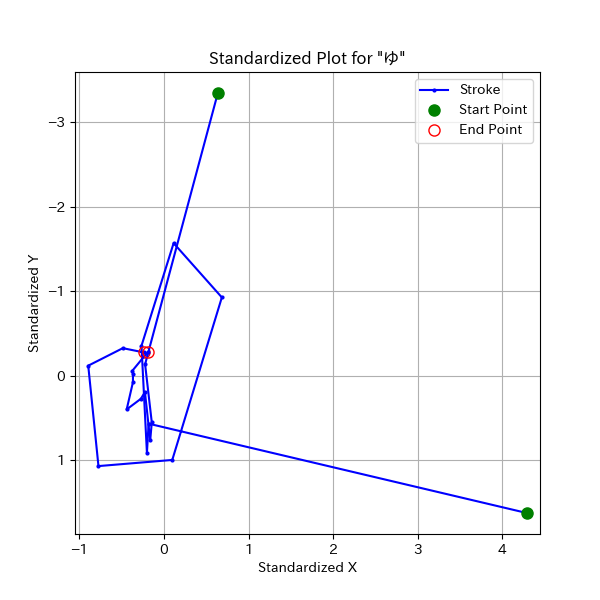 Standardized Plot for "ゆ"
Stroke
Start Point
End Point
Standardized Y
−3
−2
−1
0
1
−1 0 1 2 3 4
Standardized X